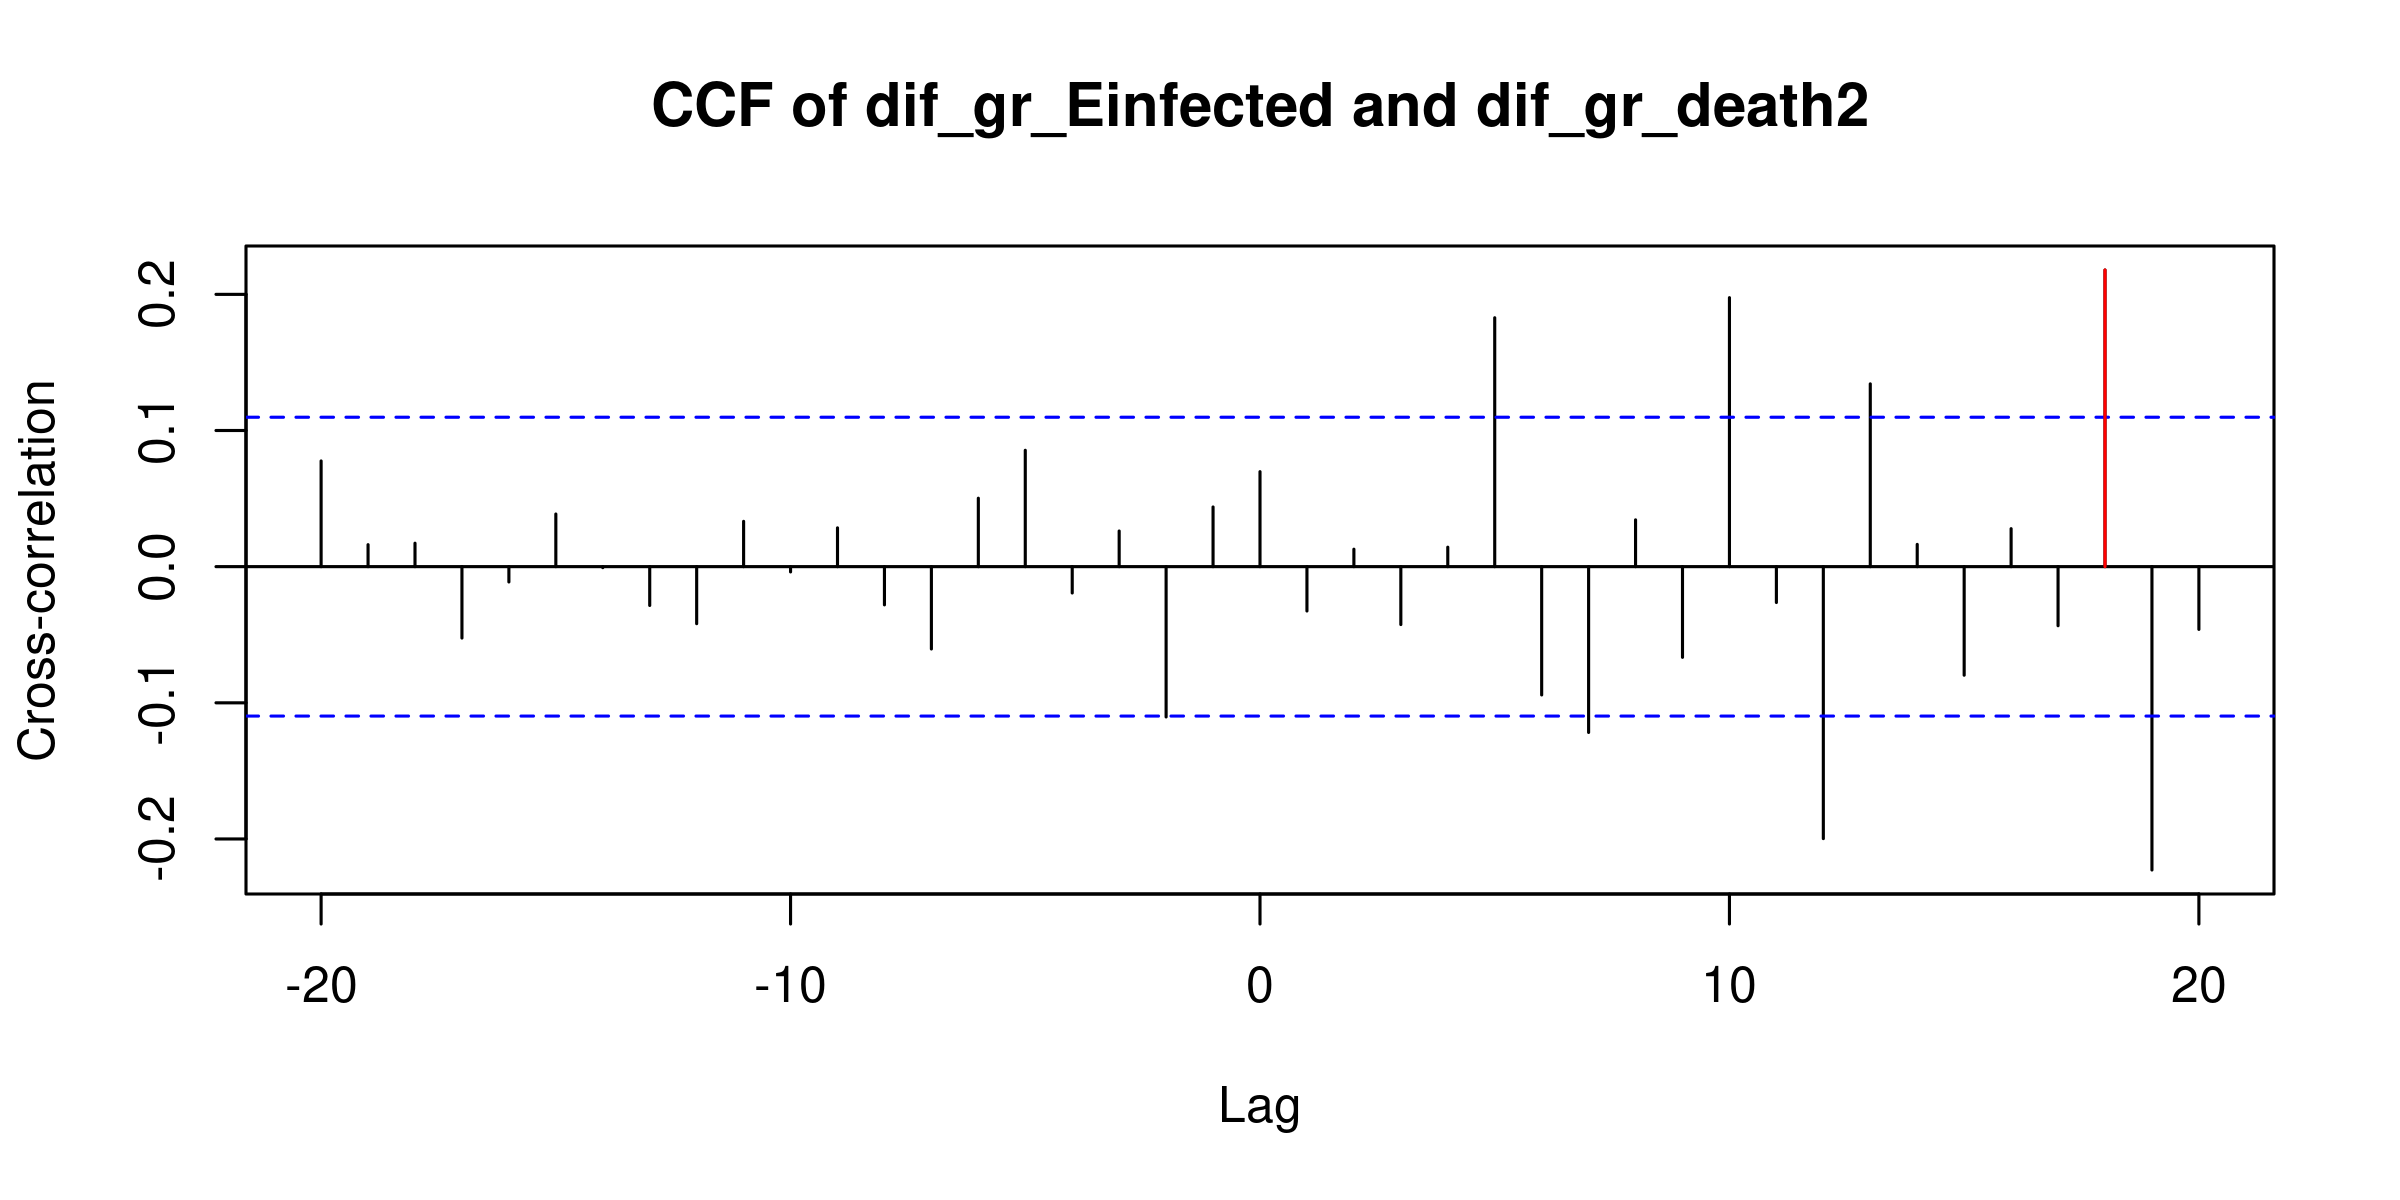 CCF of dif_gr_Einfected and dif_gr_death2
Cross-correlation
0.2
0.1
0.0
-0.1
-0.2
-20 -10 0 10 20
Lag